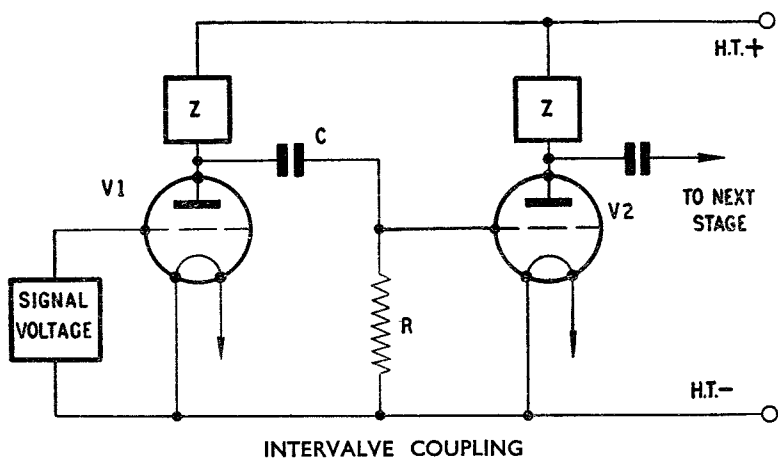 H.T.+
Z
Z
C
V1
V2
TO NEXT
STAGE
SIGNAL
VOLTAGE
R
H.T.-
INTERVALVE COUPLING